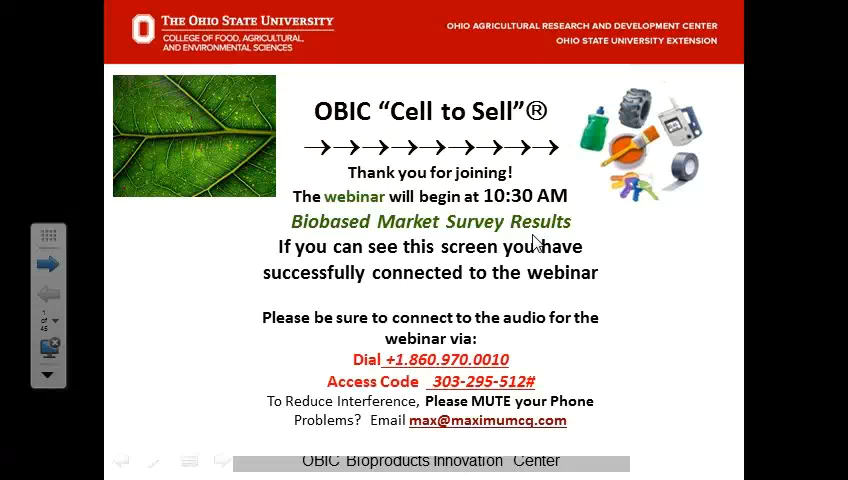 THE OHIO STATE UNIVERSITY
COLLEGE OF FOOD, AGRICULTURAL,
AND ENVIRONMENTAL SCIENCES
OHIO AGRICULTURAL RESEARCH AND DEVELOPMENT CENTER
OHIO STATE UNIVERSITY EXTENSION
OBIC “Cell to Sell”®
→→→→→→→→→
Thank you for joining!
The webinar will begin at 10:30 AM
Biobased Market Survey Results
If you can see this screen you have
successfully connected to the webinar
Please be sure to connect to the audio for the
webinar via:
Dial +1.860.970.0010
Access Code 303-295-512#
To Reduce Interference, Please MUTE your Phone
Problems? Email max@maximumcq.com
OBIC Bioproducts Innovation Center
1
of
45